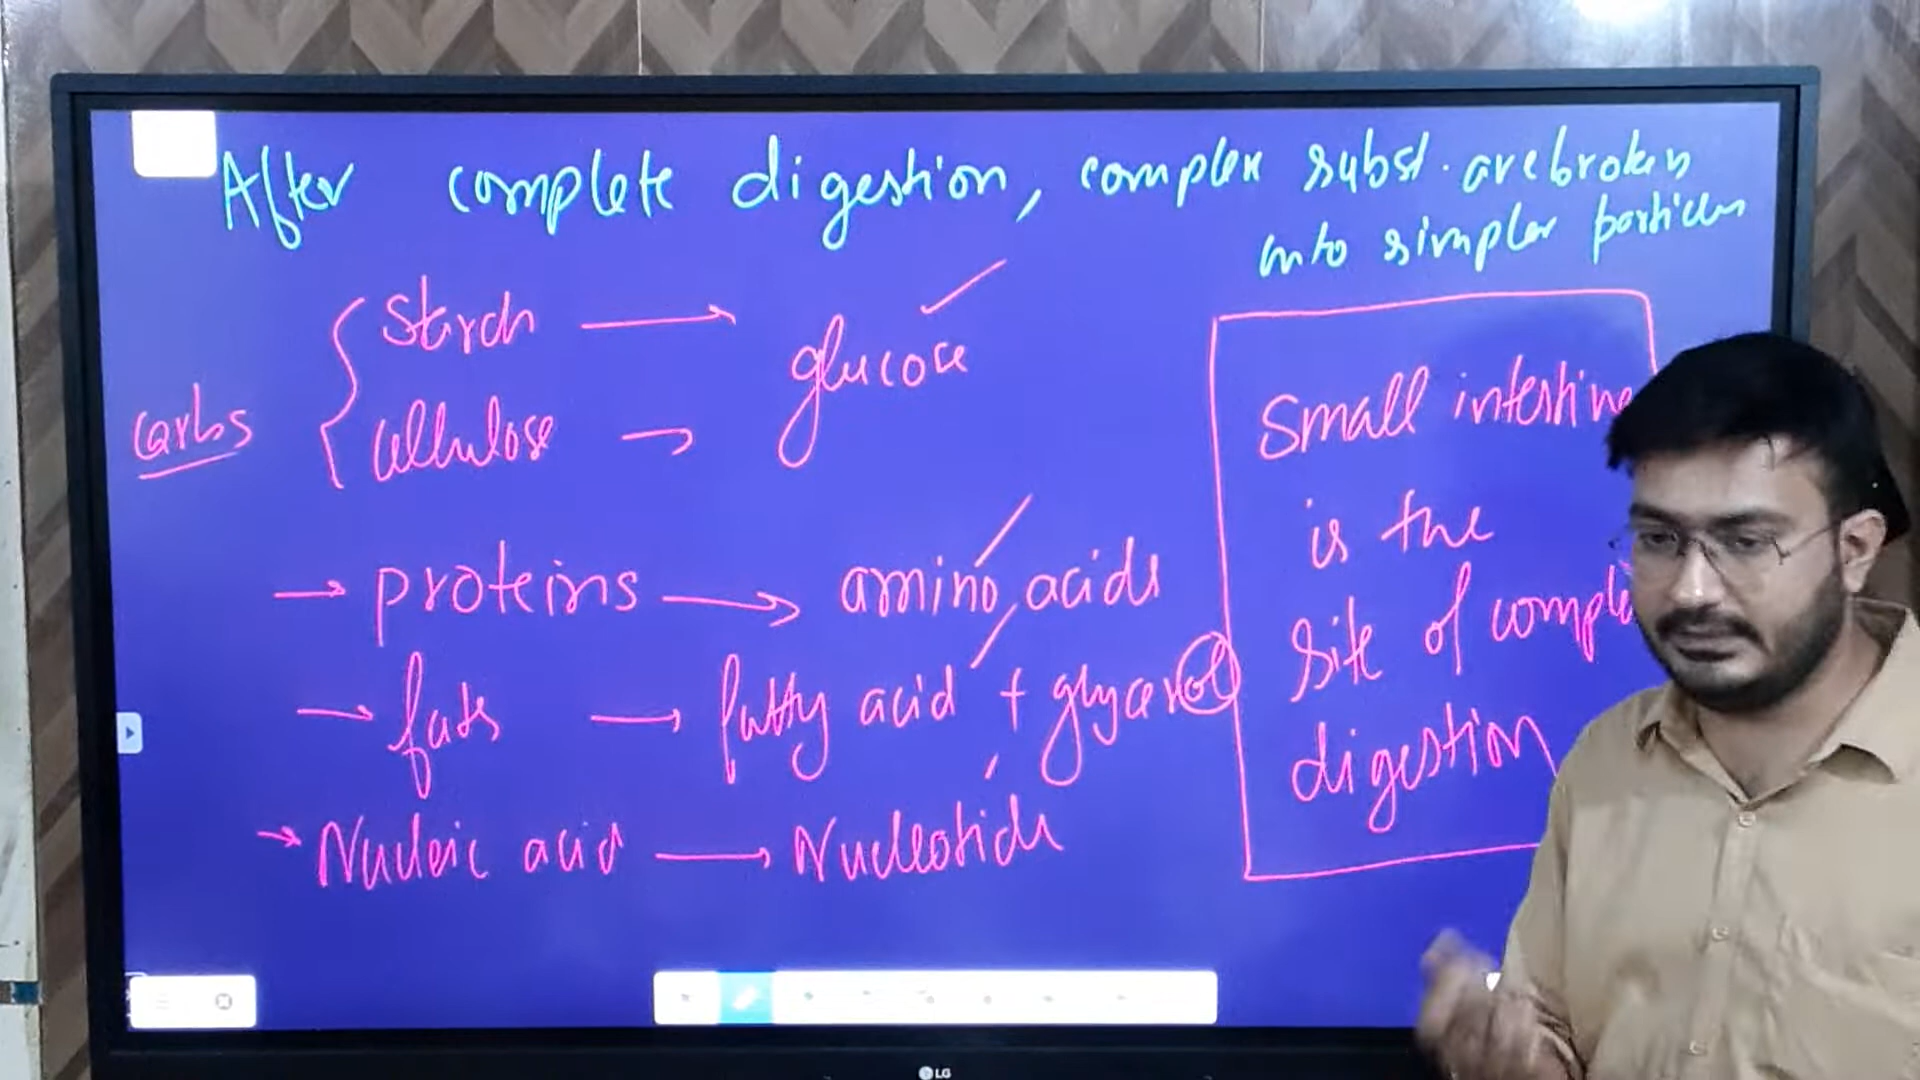 After complete digestion, complex subst. are broken
into simpler particles
carbs
Starch → glucose
cellulose →
→ proteins → amino acids
→ fats → fatty acid + glycerol
→ Nucleic acid → Nucleotide
Small intestine
is the
site of comple
digestion
LG